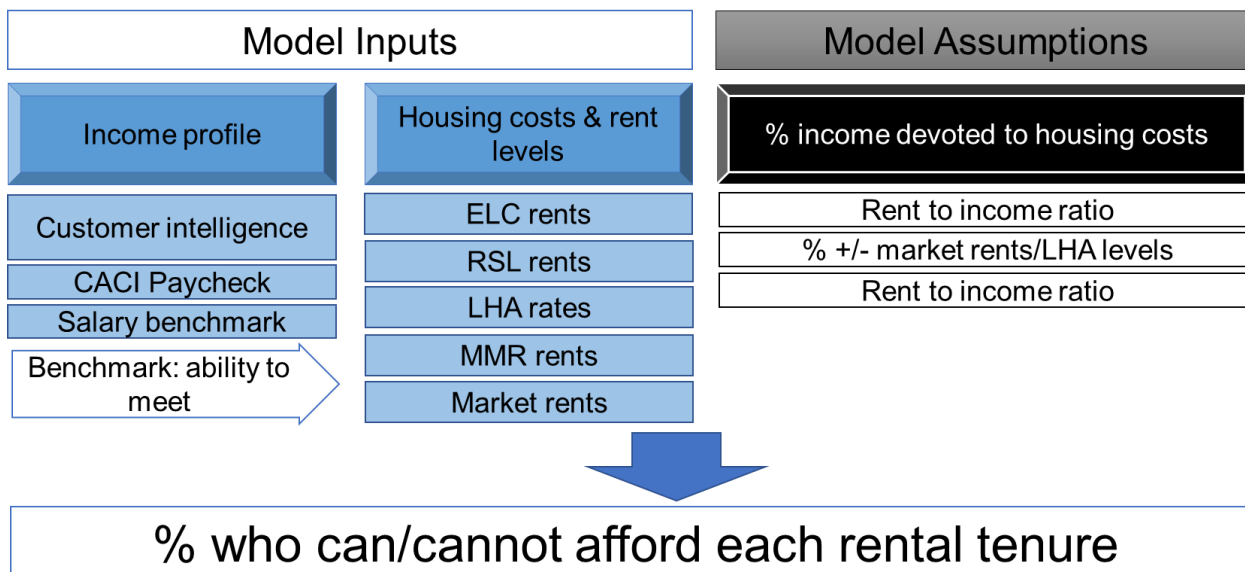 Model Inputs
Model Assumptions
Income profile
Housing costs & rent
levels
% income devoted to housing costs
Customer intelligence
CACI Paycheck
Salary benchmark
Benchmark: ability to
meet
ELC rents
RSL rents
LHA rates
MMR rents
Market rents
Rent to income ratio
% +/- market rents/LHA levels
Rent to income ratio
% who can/cannot afford each rental tenure